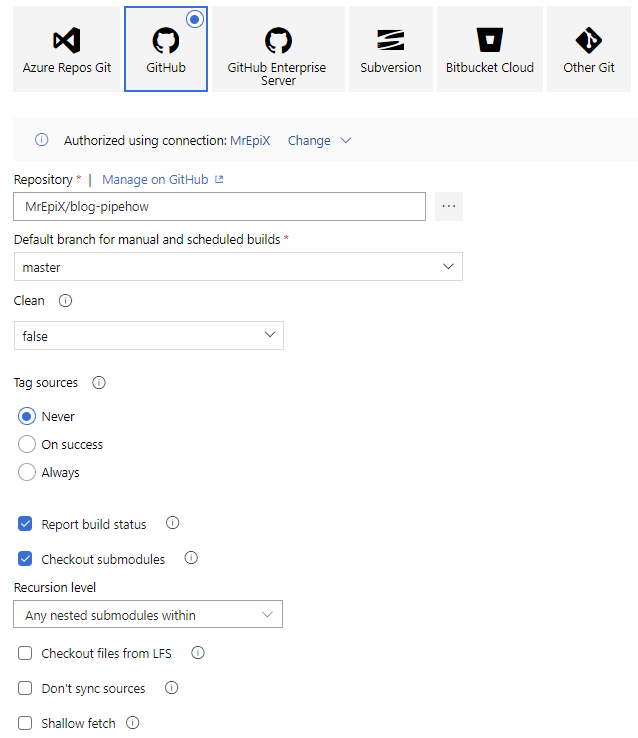 Azure Repos Git
GitHub
GitHub Enterprise
Server
Subversion
Bitbucket Cloud
Other Git
Authorized using connection: MrEpiX Change
Repository * | Manage on GitHub
MrEpiX/blog-pipehow
...
Default branch for manual and scheduled builds *
master
Clean
false
Tag sources
Never
On success
Always
Report build status
Checkout submodules
Recursion level
Any nested submodules within
Checkout files from LFS
Don't sync sources
Shallow fetch